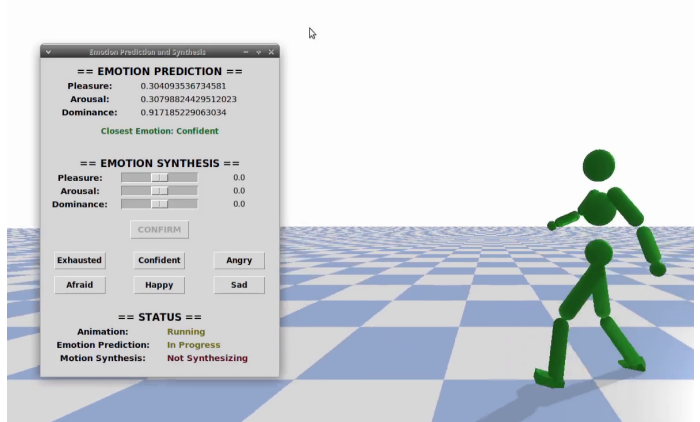 Emotion Prediction and Synthesis
== EMOTION PREDICTION ==
Pleasure: 0.304093536734581
Arousal: 0.30798824429512023
Dominance: 0.917185229063034
Closest Emotion: Confident
== EMOTION SYNTHESIS ==
Pleasure: 0.0
Arousal: 0.0
Dominance: 0.0
CONFIRM
Exhausted Confident Angry
Afraid Happy Sad
== STATUS ==
Animation: Running
Emotion Prediction: In Progress
Motion Synthesis: Not Synthesizing